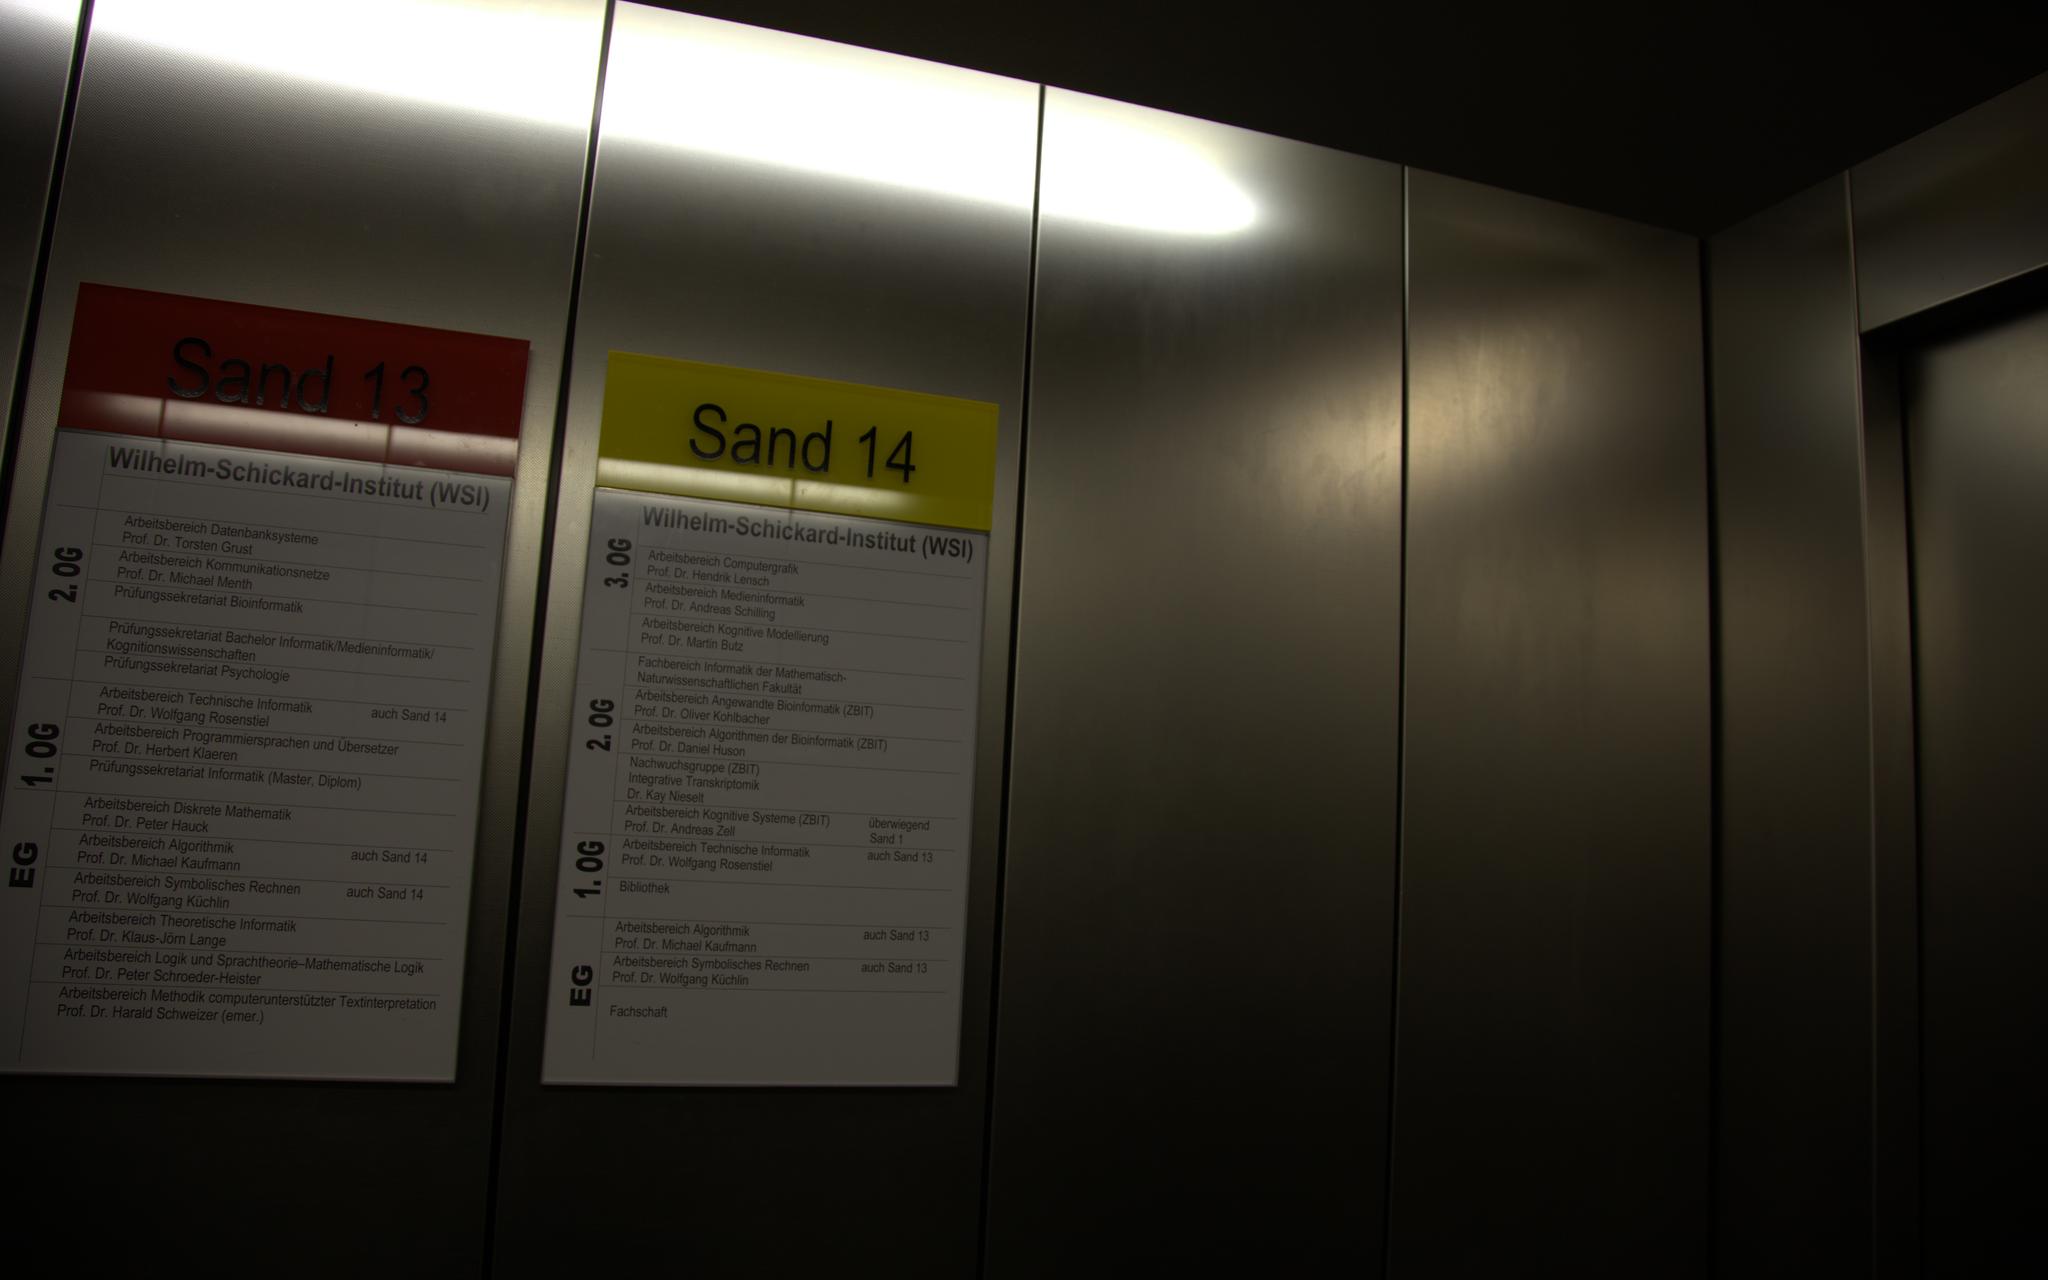 Sand 13
Wilhelm-Schickard-Institut (WSI)
2. OG
Arbeitsbereich Datenbanksysteme
Prof. Dr. Torsten Grust
Arbeitsbereich Kommunikationsnetze
Prof. Dr. Michael Menth
Prüfungssekretariat Bioinformatik
Prüfungssekretariat Bachelor Informatik/Medieninformatik/
Kognitionswissenschaften
Prüfungssekretariat Psychologie
1. OG
Arbeitsbereich Technische Informatik auch Sand 14
Prof. Dr. Wolfgang Rosenstiel
Arbeitsbereich Programmiersprachen und Übersetzer
Prof. Dr. Herbert Klaeren
Prüfungssekretariat Informatik (Master, Diplom)
EG
Arbeitsbereich Diskrete Mathematik
Prof. Dr. Peter Hauck
Arbeitsbereich Algorithmik auch Sand 14
Prof. Dr. Michael Kaufmann
Arbeitsbereich Symbolisches Rechnen auch Sand 14
Prof. Dr. Wolfgang Küchlin
Arbeitsbereich Theoretische Informatik
Prof. Dr. Klaus-Jörn Lange
Arbeitsbereich Logik und Sprachtheorie–Mathematische Logik
Prof. Dr. Peter Schroeder-Heister
Arbeitsbereich Methodik computerunterstützter Textinterpretation
Prof. Dr. Harald Schweizer (emer.)
Sand 14
Wilhelm-Schickard-Institut (WSI)
3. OG
Arbeitsbereich Computergrafik
Prof. Dr. Hendrik Lensch
Arbeitsbereich Medieninformatik
Prof. Dr. Andreas Schilling
Arbeitsbereich Kognitive Modellierung
Prof. Dr. Martin Butz
2. OG
Fachbereich Informatik der Mathematisch-
Naturwissenschaftlichen Fakultät
Arbeitsbereich Angewandte Bioinformatik (ZBIT)
Prof. Dr. Oliver Kohlbacher
Arbeitsbereich Algorithmen der Bioinformatik (ZBIT)
Prof. Dr. Daniel Huson
Nachwuchsgruppe (ZBIT)
Integrative Transkriptomik
Dr. Kay Nieselt
Arbeitsbereich Kognitive Systeme (ZBIT) überwiegend
Prof. Dr. Andreas Zell Sand 1
1. OG
Arbeitsbereich Technische Informatik auch Sand 13
Prof. Dr. Wolfgang Rosenstiel
Bibliothek
EG
Arbeitsbereich Algorithmik auch Sand 13
Prof. Dr. Michael Kaufmann
Arbeitsbereich Symbolisches Rechnen auch Sand 13
Prof. Dr. Wolfgang Küchlin
Fachschaft